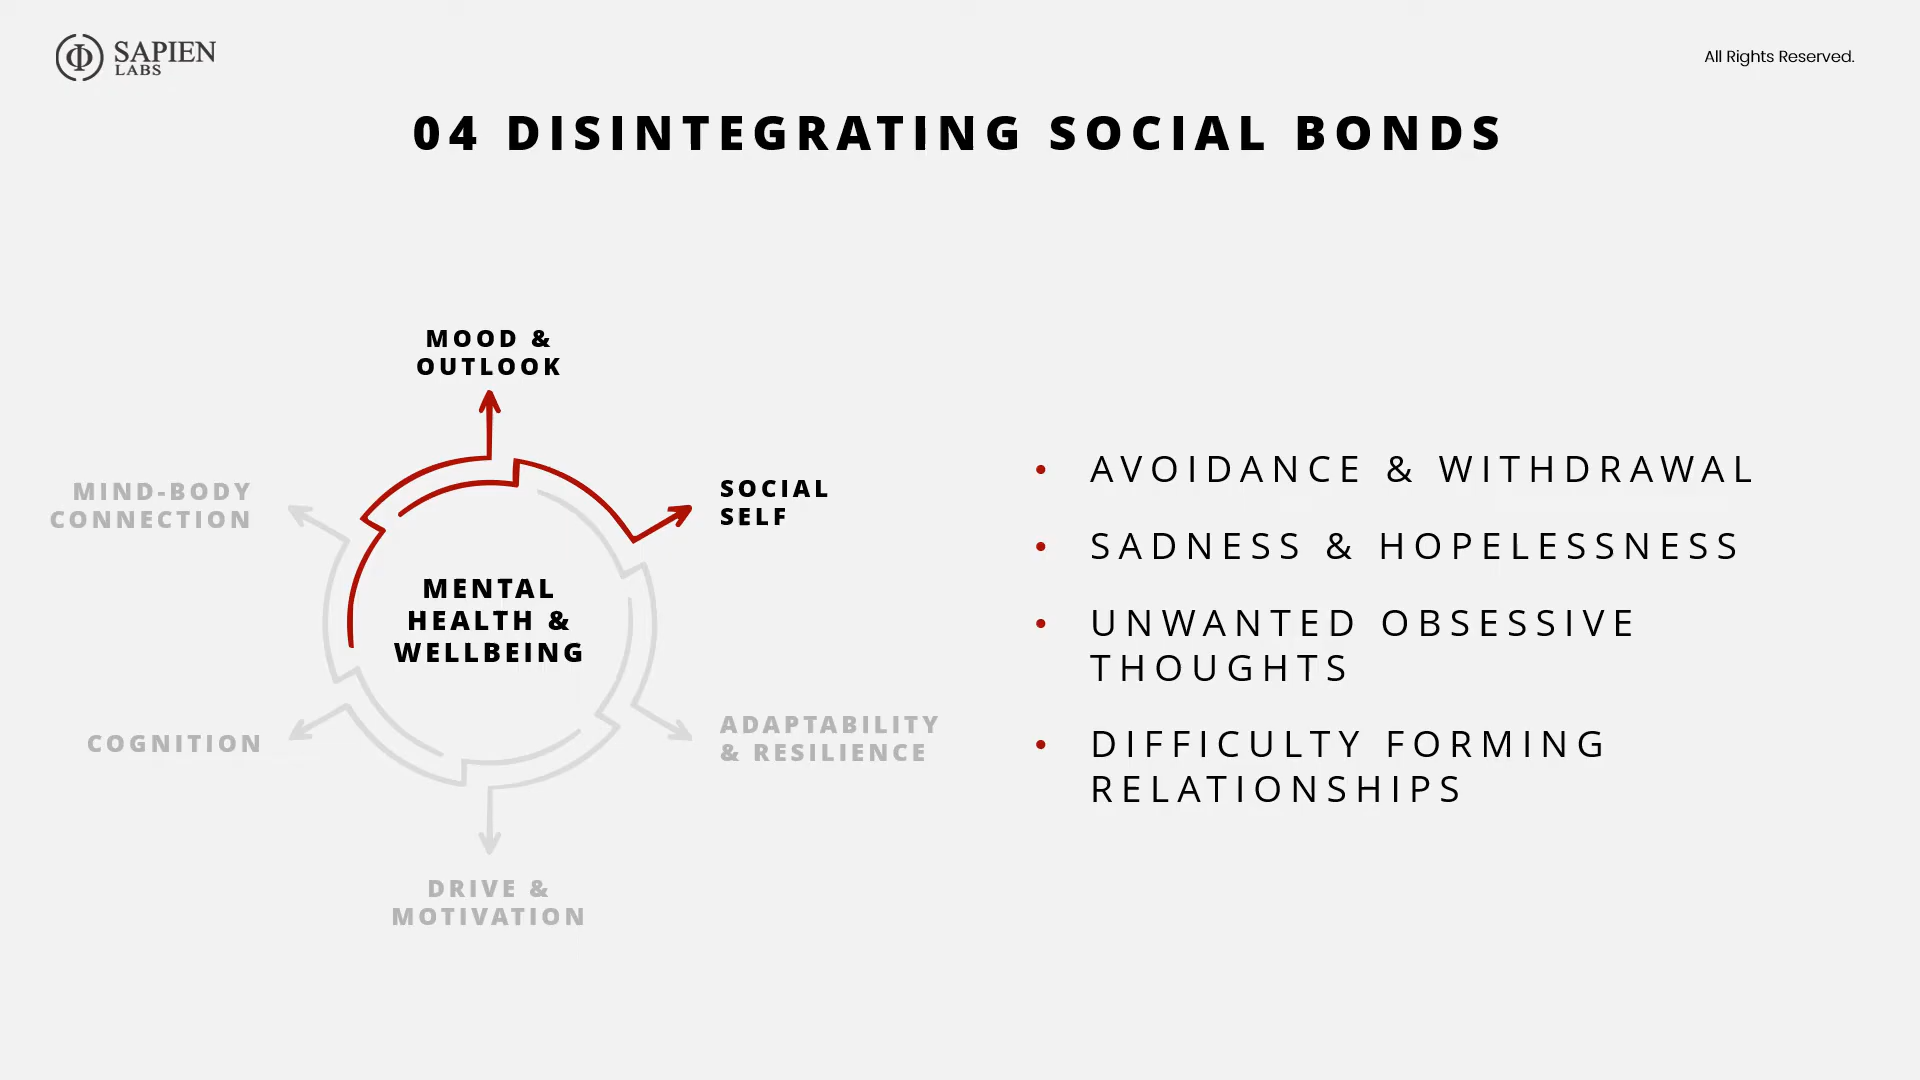 SAPIEN
LABS
All Rights Reserved.
04 DISINTEGRATING SOCIAL BONDS
MOOD &
OUTLOOK
MIND-BODY
CONNECTION
SOCIAL
SELF
MENTAL
HEALTH &
WELLBEING
COGNITION
ADAPTABILITY
& RESILIENCE
DRIVE &
MOTIVATION
• AVOIDANCE & WITHDRAWAL
• SADNESS & HOPELESSNESS
• UNWANTED OBSESSIVE
THOUGHTS
• DIFFICULTY FORMING
RELATIONSHIPS